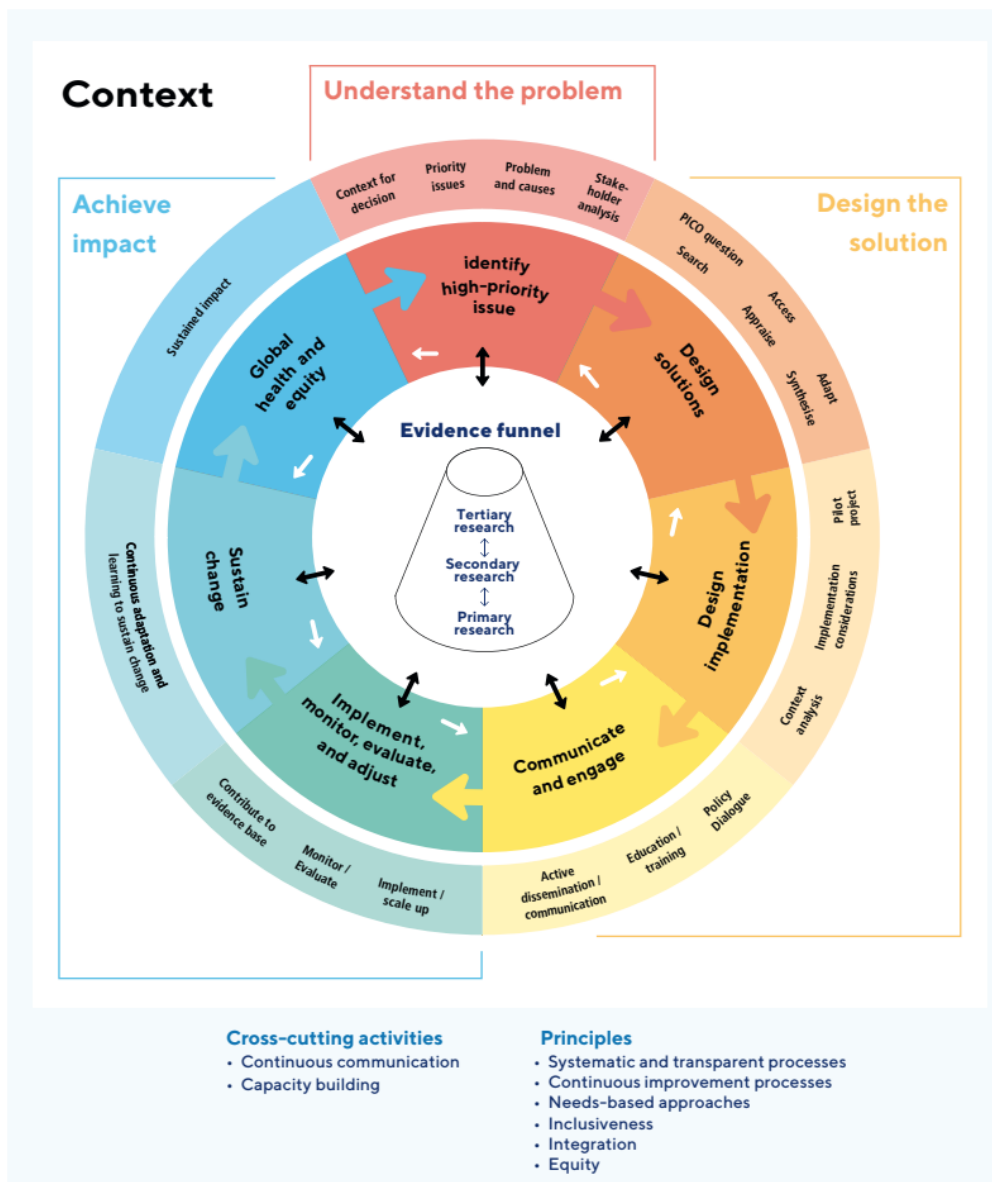 Context
Understand the problem
Achieve
impact
Design the
solution
Context for
decision
Priority
issues
Problem
and causes
Stake-
holder
analysis
PICO question
Search
Access
Appraise
Adapt
Synthesise
Pilot
project
Implementation
considerations
Context
analysis
Policy
Dialogue
Education /
training
Active
dissemination /
communication
Implement /
scale up
Monitor /
Evaluate
Contribute to
evidence base
Continuous adaptation and
learning to sustain change
Sustained impact
identify
high-priority
issue
Design
solutions
Design
implementation
Communicate
and engage
Implement,
monitor, evaluate,
and adjust
Sustain
change
Global
health and
equity
Evidence funnel
Tertiary
research
Secondary
research
Primary
research
Cross-cutting activities
• Continuous communication
• Capacity building
Principles
• Systematic and transparent processes
• Continuous improvement processes
• Needs-based approaches
• Inclusiveness
• Integration
• Equity